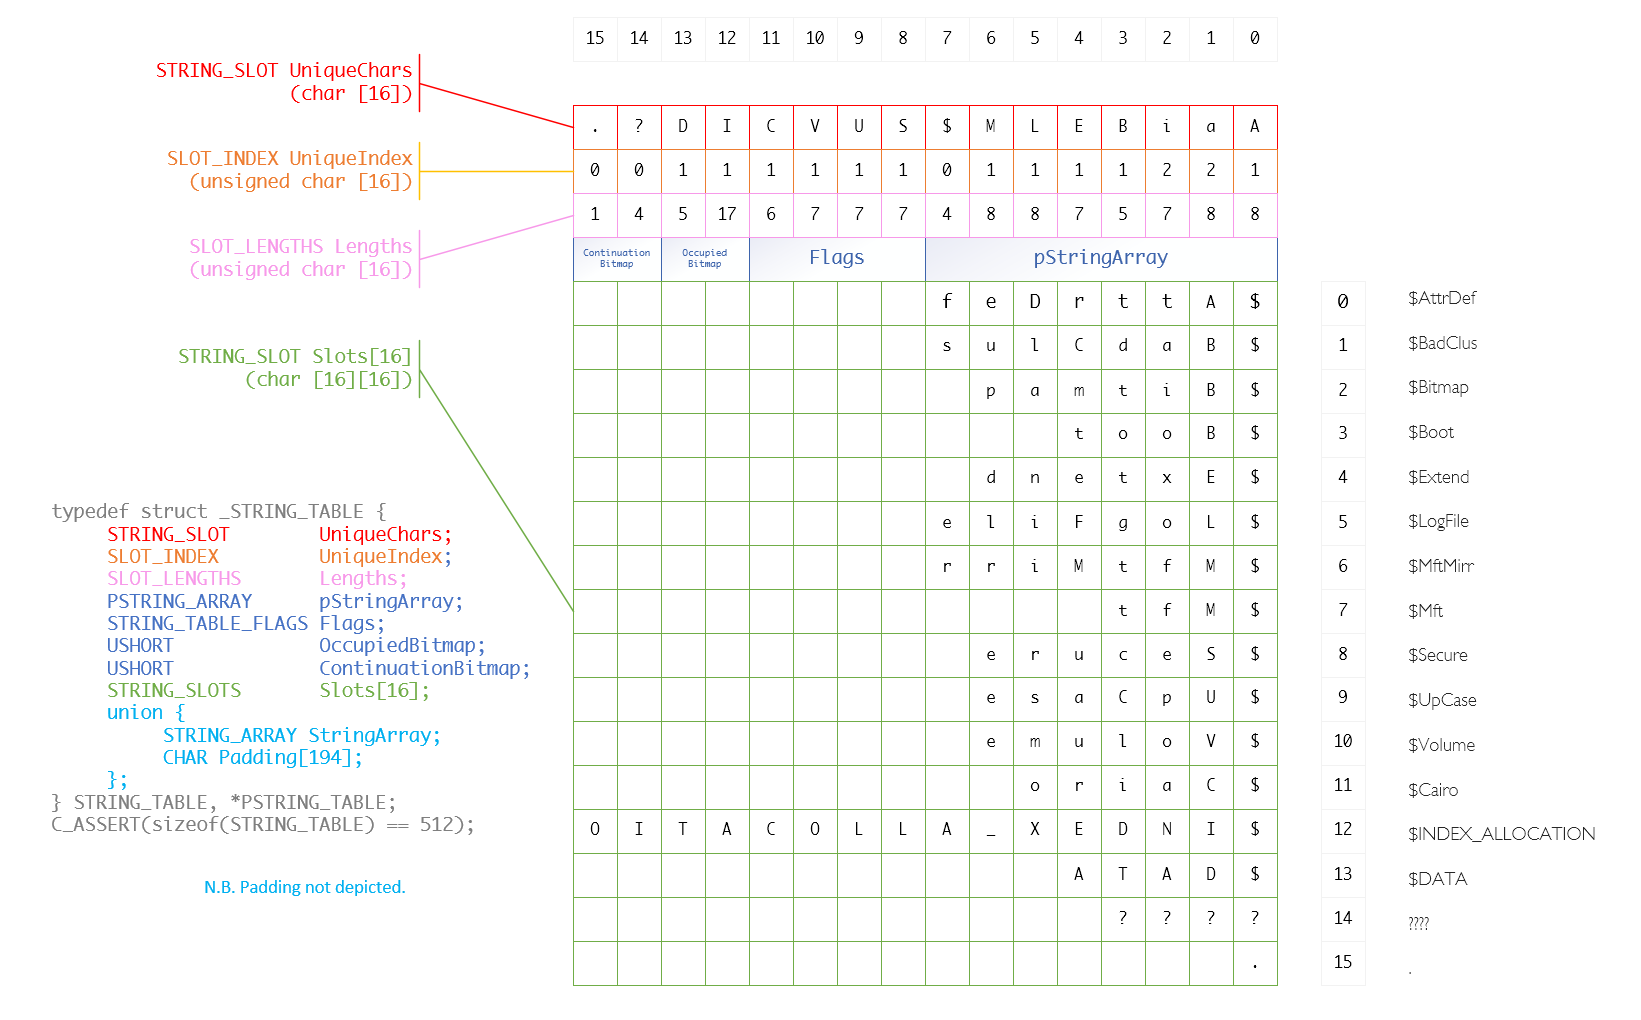 15 14 13 12 11 10 9 8 7 6 5 4 3 2 1 0
STRING_SLOT UniqueChars
(char [16])
. ? D I C V U S $ M L E B i a A
SLOT_INDEX UniqueIndex
(unsigned char [16])
0 0 1 1 1 1 1 1 0 1 1 1 1 2 2 1
SLOT_LENGTHS Lengths
(unsigned char [16])
1 4 5 17 6 7 7 7 4 8 8 7 5 7 8 8
Continuation
Bitmap
Occupied
Bitmap
Flags
pStringArray
STRING_SLOT Slots[16]
(char [16][16])
f e D r t t A $ 0 $AttrDef
s u l C d a B $ 1 $BadClus
p a m t i B $ 2 $Bitmap
t o o B $ 3 $Boot
d n e t x E $ 4 $Extend
e l i F g o L $ 5 $LogFile
r r i M t f M $ 6 $MftMirr
t f M $ 7 $Mft
e r u c e S $ 8 $Secure
e s a C p U $ 9 $UpCase
e m u l o V $ 10 $Volume
o r i a C $ 11 $Cairo
O I T A C O L L A _ X E D N I $ 12 $INDEX_ALLOCATION
A T A D $ 13 $DATA
? ? ? ? 14 ????
. 15 .
typedef struct _STRING_TABLE {
STRING_SLOT UniqueChars;
SLOT_INDEX UniqueIndex;
SLOT_LENGTHS Lengths;
PSTRING_ARRAY pStringArray;
STRING_TABLE_FLAGS Flags;
USHORT OccupiedBitmap;
USHORT ContinuationBitmap;
STRING_SLOTS Slots[16];
union {
STRING_ARRAY StringArray;
CHAR Padding[194];
};
} STRING_TABLE, *PSTRING_TABLE;
C_ASSERT(sizeof(STRING_TABLE) == 512);
N.B. Padding not depicted.